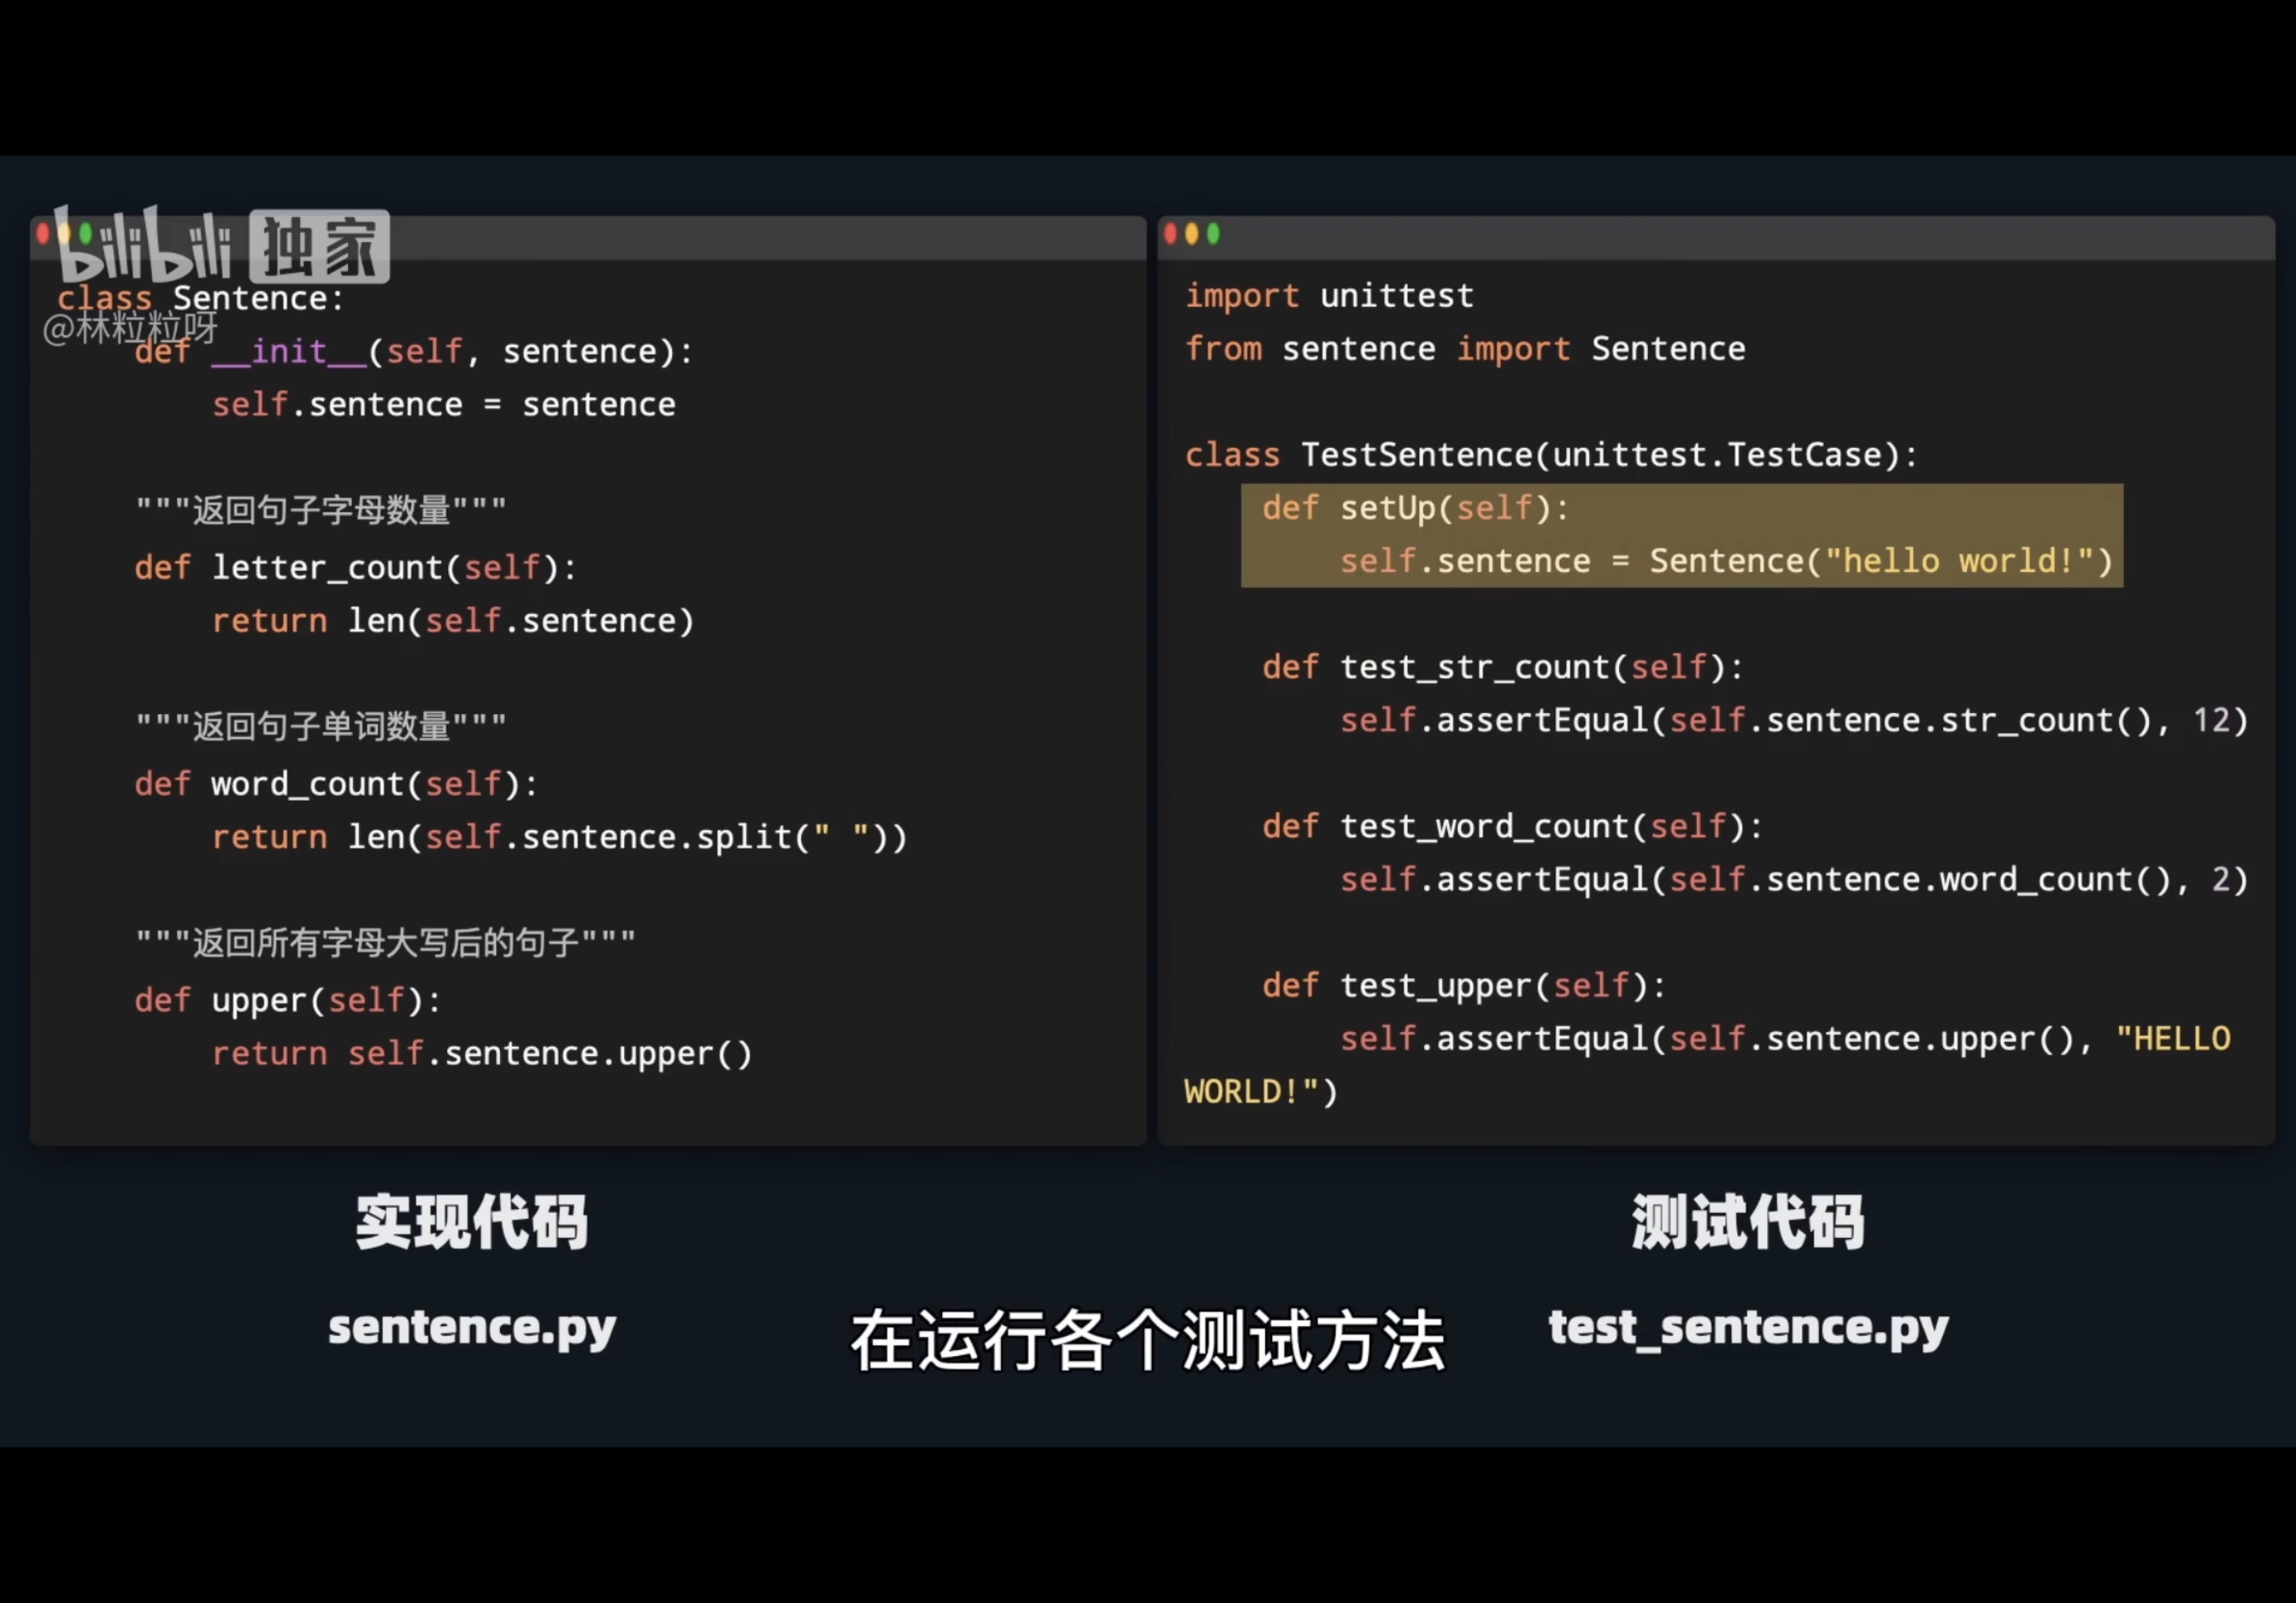 bilibili 独家
@林粒粒呀
class Sentence:
    def __init__(self, sentence):
        self.sentence = sentence
    """返回句子字母数量"""
    def letter_count(self):
        return len(self.sentence)
    """返回句子单词数量"""
    def word_count(self):
        return len(self.sentence.split(" "))
    """返回所有字母大写后的句子"""
    def upper(self):
        return self.sentence.upper()
import unittest
from sentence import Sentence
class TestSentence(unittest.TestCase):
    def setUp(self):
        self.sentence = Sentence("hello world!")
    def test_str_count(self):
        self.assertEqual(self.sentence.str_count(), 12)
    def test_word_count(self):
        self.assertEqual(self.sentence.word_count(), 2)
    def test_upper(self):
        self.assertEqual(self.sentence.upper(), "HELLO
WORLD!")
实现代码
sentence.py
测试代码
test_sentence.py
在运行各个测试方法